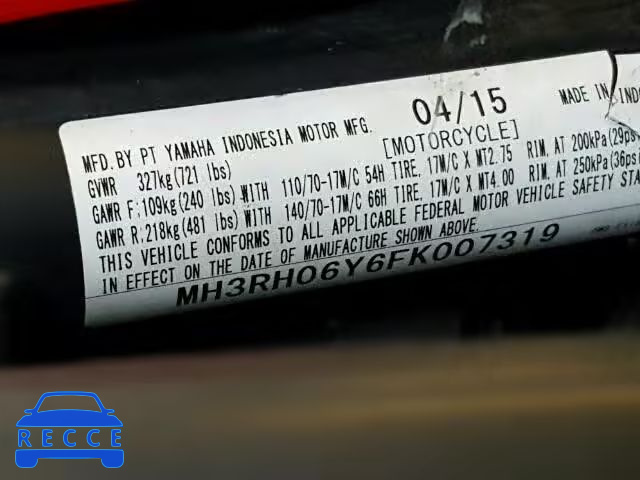 MFD. BY PT YAMAHA INDONESIA MOTOR MFG. 04/15 MADE IN INDO
GVWR 327kg(721 lbs) [MOTORCYCLE]
GAWR F:109kg(240 lbs)WITH 110/70-17M/C 54H TIRE, 17M/C X MT2.75 RIM, AT 200kPa(29ps
GAWR R:218kg(481 lbs)WITH 140/70-17M/C 66H TIRE, 17M/C X MT4.00 RIM, AT 250kPa(36ps
THIS VEHICLE CONFORMS TO ALL APPLICABLE FEDERAL MOTOR VEHICLE SAFETY STA
IN EFFECT ON THE DATE OF MANUFACTURE SHOWN ABOVE.
MH3RH06Y6FK007319
RECCE